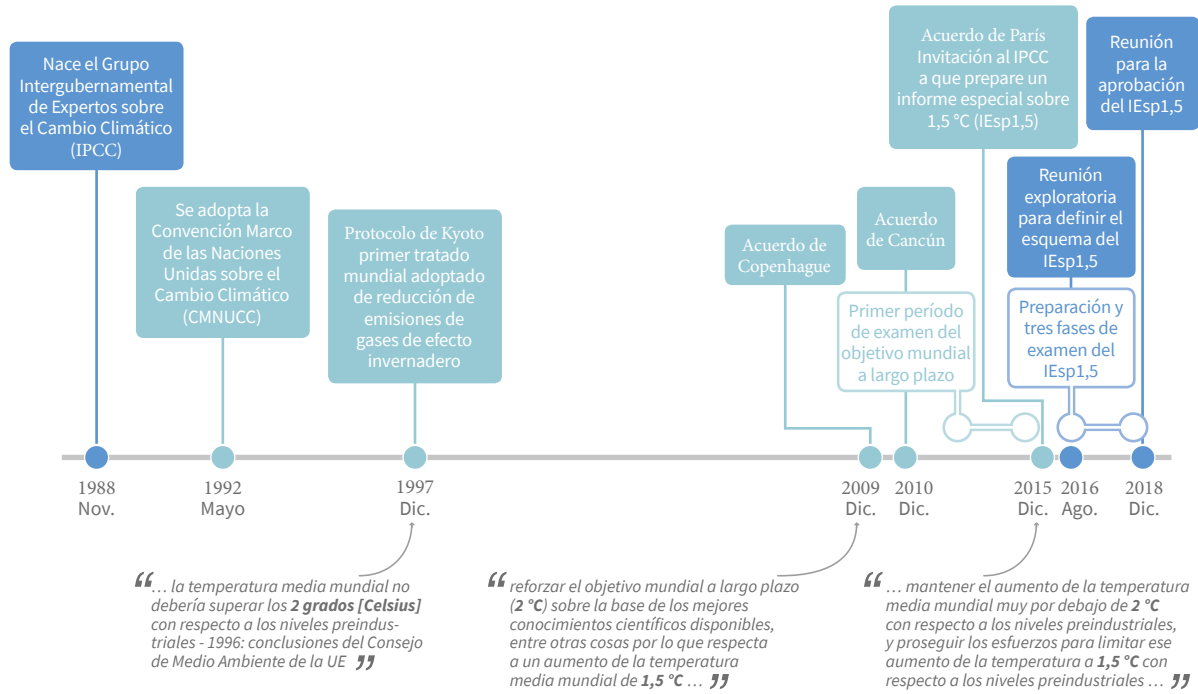 Nace el Grupo
Intergubernamental
de Expertos sobre
el Cambio Climático
(IPCC)
Se adopta la
Convención Marco
de las Naciones
Unidas sobre el
Cambio Climático
(CMNUCC)
Protocolo de Kyoto
primer tratado
mundial adoptado
de reducción de
emisiones de
gases de efecto
invernadero
Acuerdo de
Copenhague
Acuerdo
de Cancún
Primer período
de examen del
objetivo mundial
a largo plazo
Acuerdo de París
Invitación al IPCC
a que prepare un
informe especial sobre
1,5 °C (IEsp1,5)
Reunión
exploratoria
para definir el
esquema del
IEsp1,5
Preparación y
tres fases de
examen del
IEsp1,5
Reunión
para la
aprobación
del IEsp1,5
1988
Nov.
1992
Mayo
1997
Dic.
2009
Dic.
2010
Dic.
2015
Dic.
2016
Ago.
2018
Dic.
“… la temperatura media mundial no
debería superar los 2 grados [Celsius]
con respecto a los niveles preindus-
triales - 1996: conclusiones del Consejo
de Medio Ambiente de la UE ”
“ reforzar el objetivo mundial a largo plazo
(2 °C) sobre la base de los mejores
conocimientos científicos disponibles,
entre otras cosas por lo que respecta
a un aumento de la temperatura
media mundial de 1,5 °C … ”
“ … mantener el aumento de la temperatura
media mundial muy por debajo de 2 °C
con respecto a los niveles preindustriales,
y proseguir los esfuerzos para limitar ese
aumento de la temperatura a 1,5 °C con
respecto a los niveles preindustriales … ”